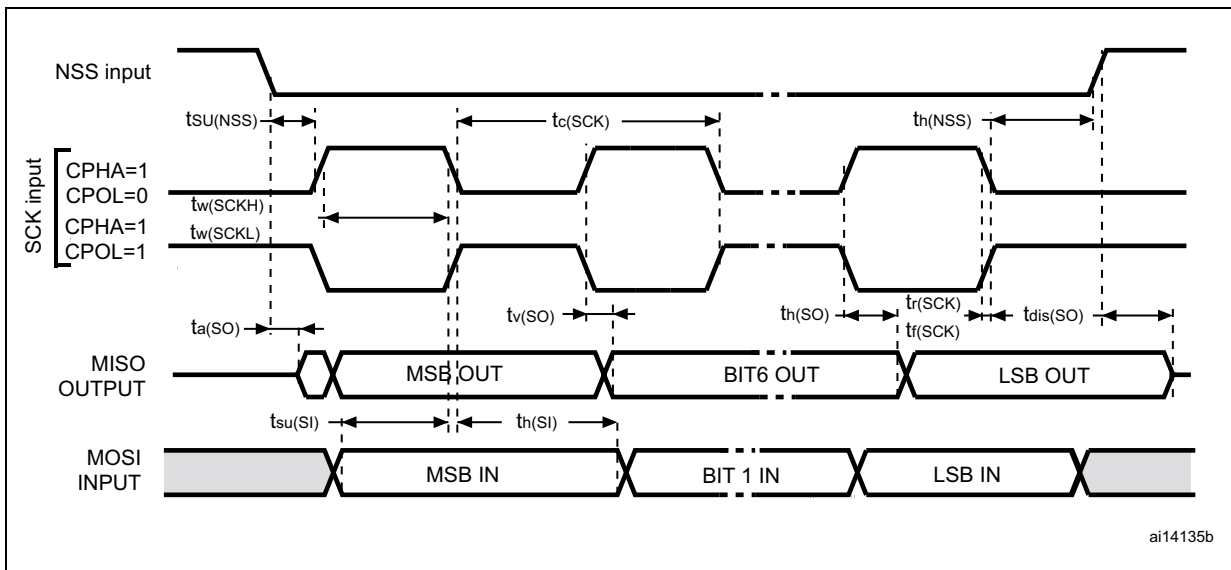 NSS input
tSU(NSS)
tc(SCK)
th(NSS)
SCK input
CPHA=1
CPOL=0
tw(SCKH)
CPHA=1
tw(SCKL)
CPOL=1
ta(SO)
tv(SO)
th(SO)
tr(SCK)
tf(SCK)
tdis(SO)
MISO
OUTPUT
MSB OUT
BIT6 OUT
LSB OUT
tsu(SI)
th(SI)
MOSI
INPUT
MSB IN
BIT 1 IN
LSB IN
ai14135b